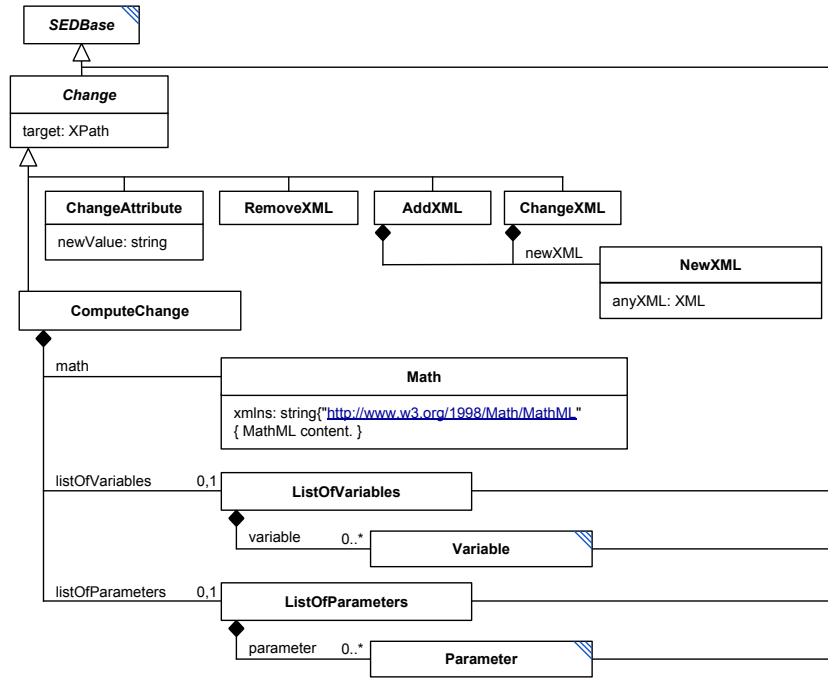 SEDBase
Change
target: XPath
ChangeAttribute
newValue: string
RemoveXML
AddXML
ChangeXML
newXML
NewXML
anyXML: XML
ComputeChange
math
Math
xmlns: string{"http://www.w3.org/1998/Math/MathML"
{ MathML content. }
listOfVariables 0,1
ListOfVariables
variable 0..*
Variable
listOfParameters 0,1
ListOfParameters
parameter 0..*
Parameter